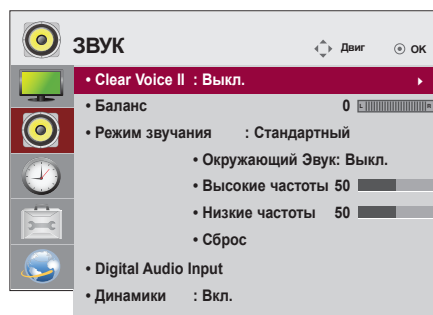 ЗВУК
Двиг ОК
• Clear Voice II : Выкл.
• Баланс 0 L R
• Режим звучания : Стандартный
• Окружающий Звук: Выкл.
• Высокие частоты 50
• Низкие частоты 50
• Сброс
• Digital Audio Input
• Динамики : Вкл.